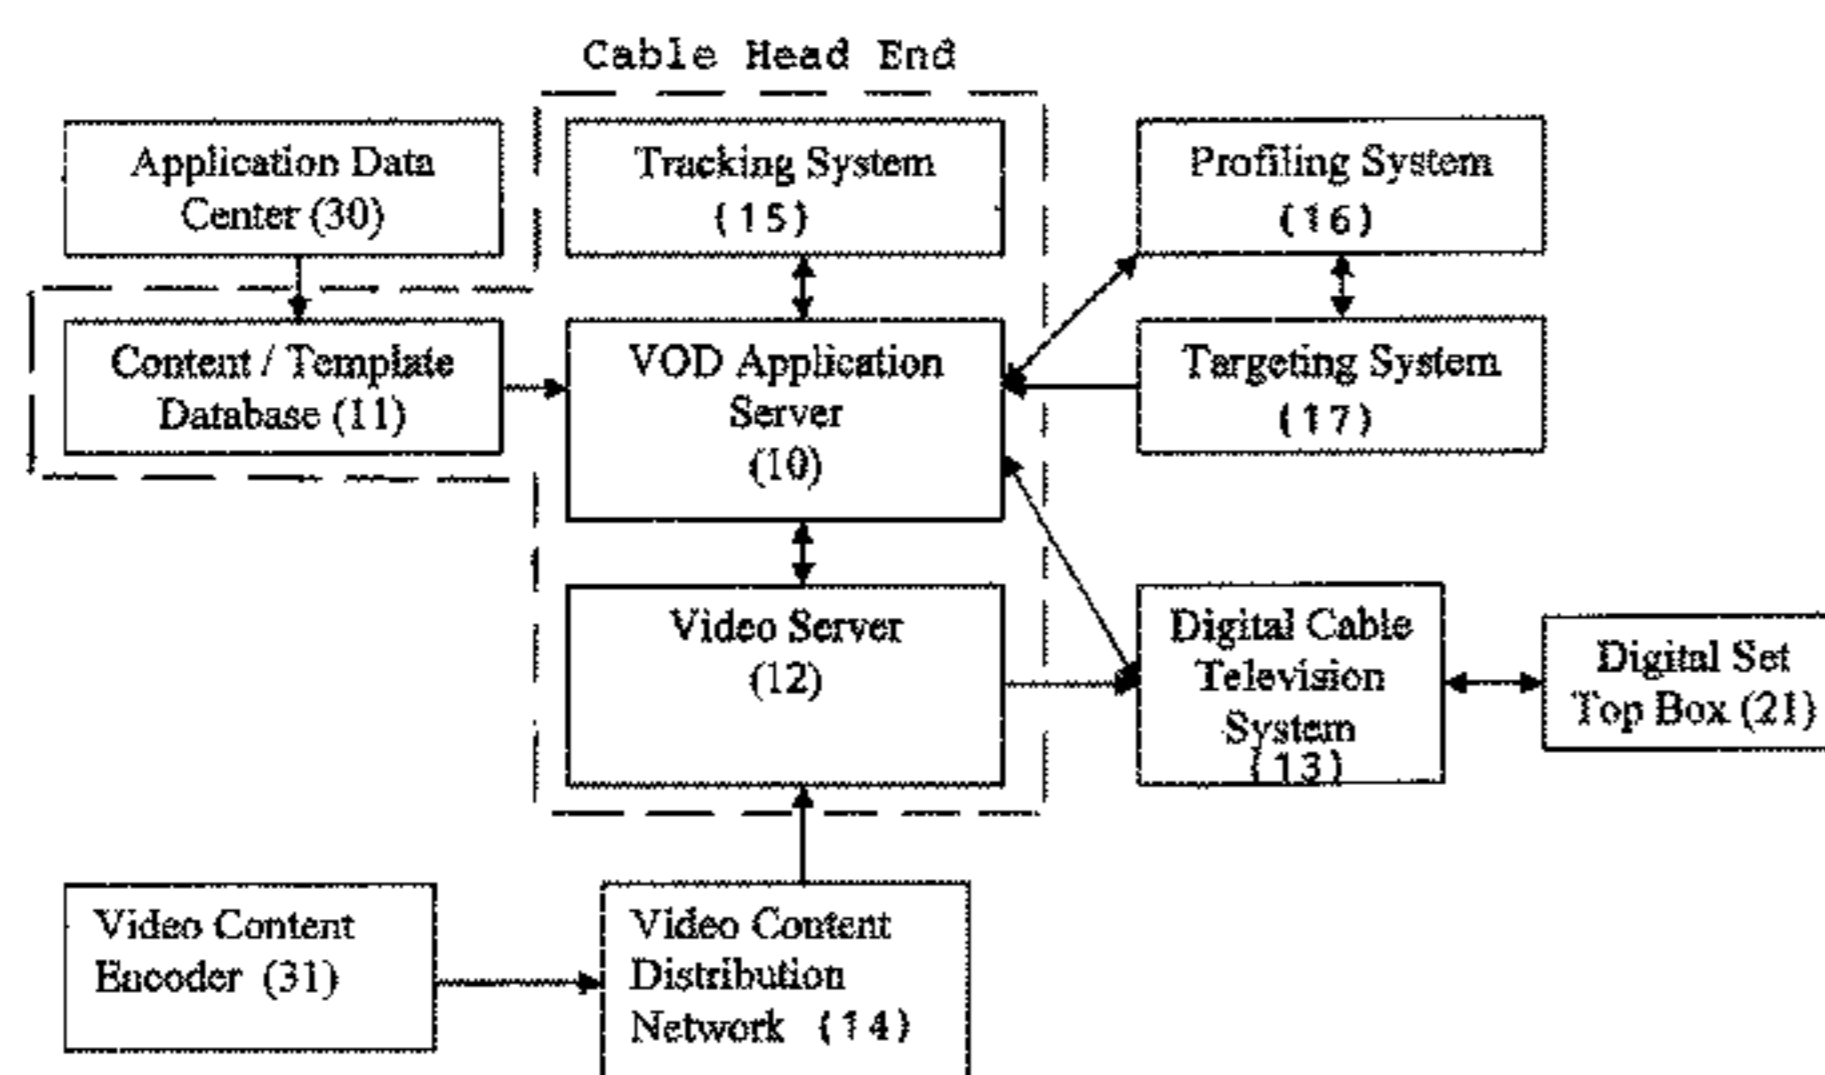 Cable Head End
Application Data
Center (30)
Tracking System
(15)
Profiling System
(16)
Content / Template
Database (11)
VOD Application
Server
(10)
Targeting System
(17)
Video Server
(12)
Digital Cable
Television
System
(13)
Digital Set
Top Box (21)
Video Content
Encoder (31)
Video Content
Distribution
Network (14)